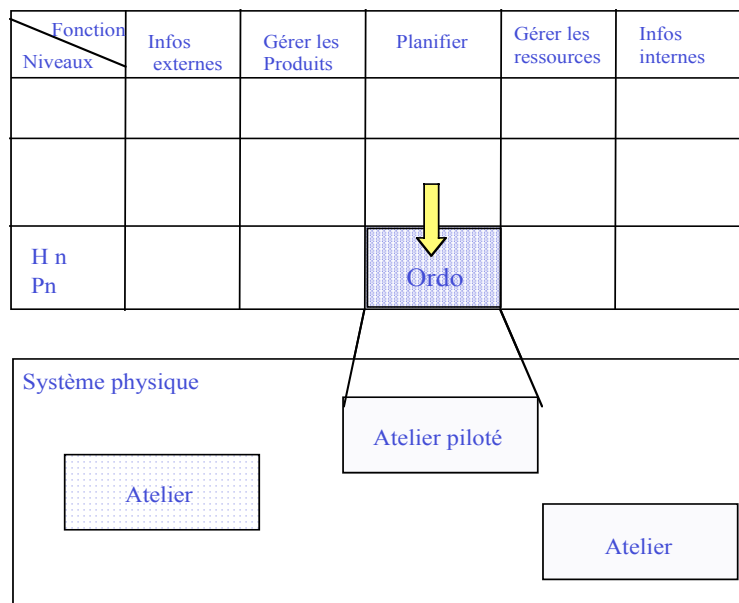 Fonction
Niveaux
Infos
externes
Gérer les
Produits
Planifier
Gérer les
ressources
Infos
internes
H n
Pn
Ordo
Système physique
Atelier piloté
Atelier
Atelier